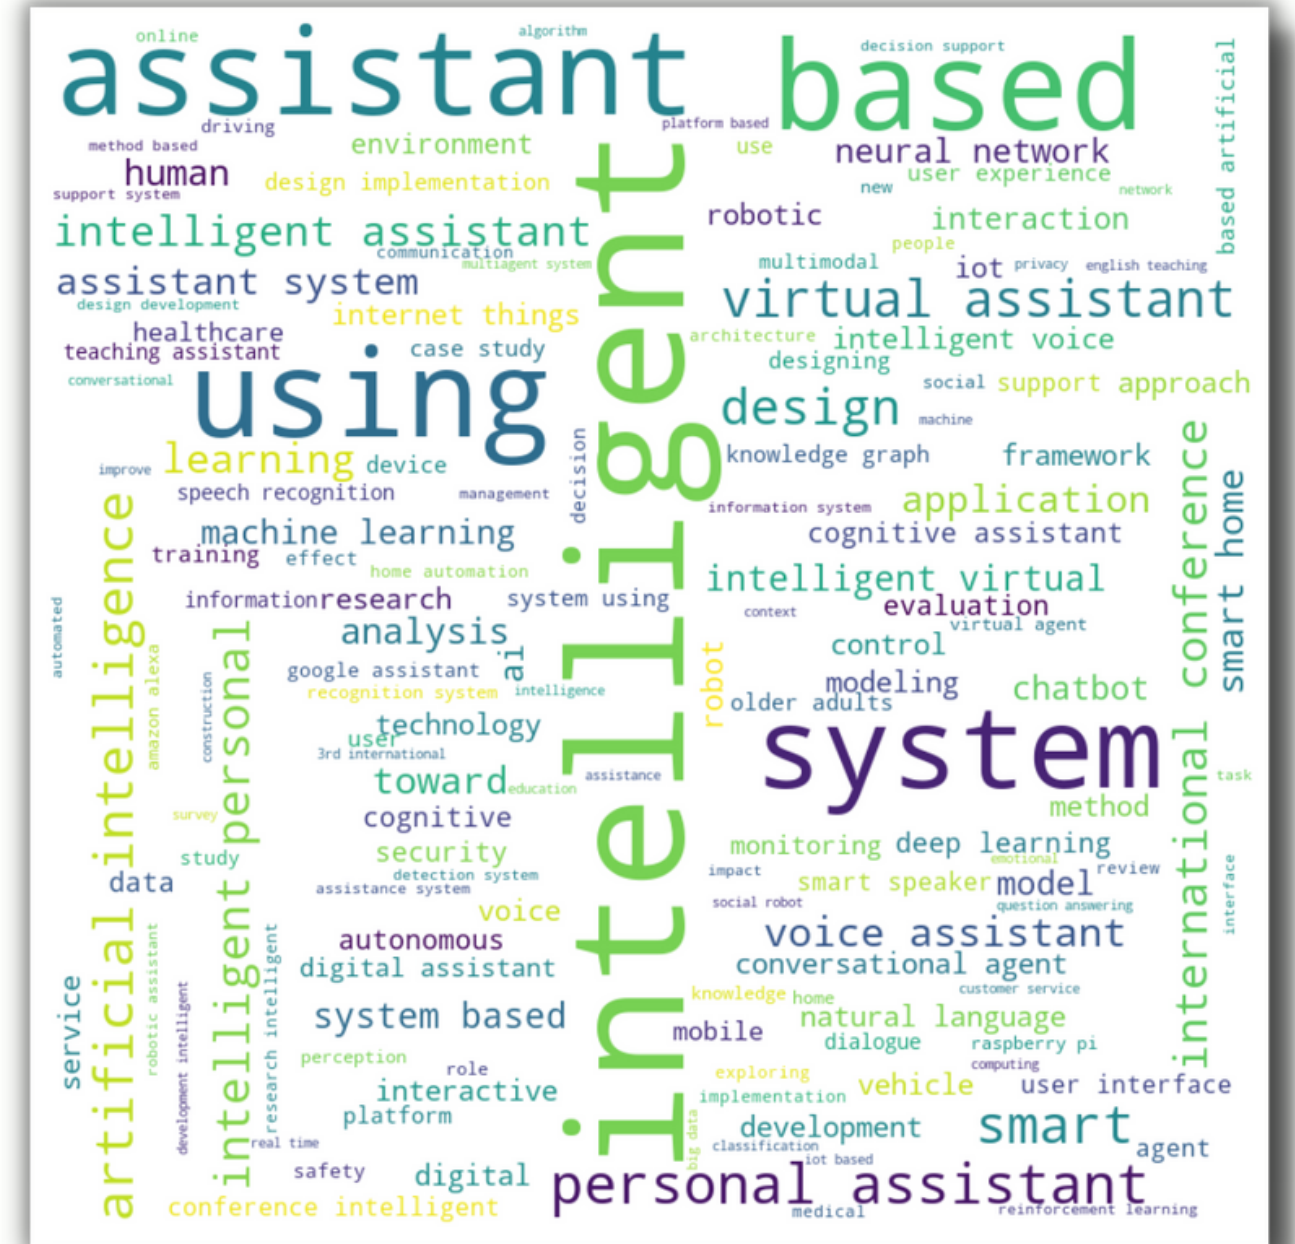 online
algorithm
assistant
based
decision support
based artificial
driving
platform based
method based
environment
use
neural network
human
design implementation
user experience
support system
new
network
intelligent
robotic
interaction
intelligent assistant
people
communication
multiagent system
multimodal
iot
privacy
english teaching
assistant system
virtual assistant
design development
internet things
healthcare
architecture
intelligent voice
teaching assistant
case study
designing
conversational
social
support
approach
using
design
machine
learning
device
decision
knowledge graph
framework
international conference
improve
speech recognition
management
smart home
artificial intelligence
information system
application
machine learning
cognitive assistant
training
effect
home automation
intelligent virtual
automated
information
research
system using
context
evaluation
intelligent personal
analysis
virtual agent
amazon alexa
ai
robot
control
google assistant
construction
recognition system
intelligence
modeling
chatbot
older adults
technology
user
3rd international
system
toward
education
assistance
task
survey
cognitive
method
study
security
monitoring
deep learning
emotional
data
detection system
impact
review
interface
assistance system
smart speaker
model
voice
social robot
question answering
robotic assistant
research intelligent
autonomous
voice assistant
digital assistant
conversational agent
service
development intelligent
knowledge
home
customer service
system based
mobile
natural language
dialogue
raspberry pi
perception
role
computing
exploring
vehicle
user interface
interactive
implementation
platform
big data
development
smart
real time
classification
agent
safety
digital
iot based
personal assistant
conference intelligent
medical
reinforcement learning